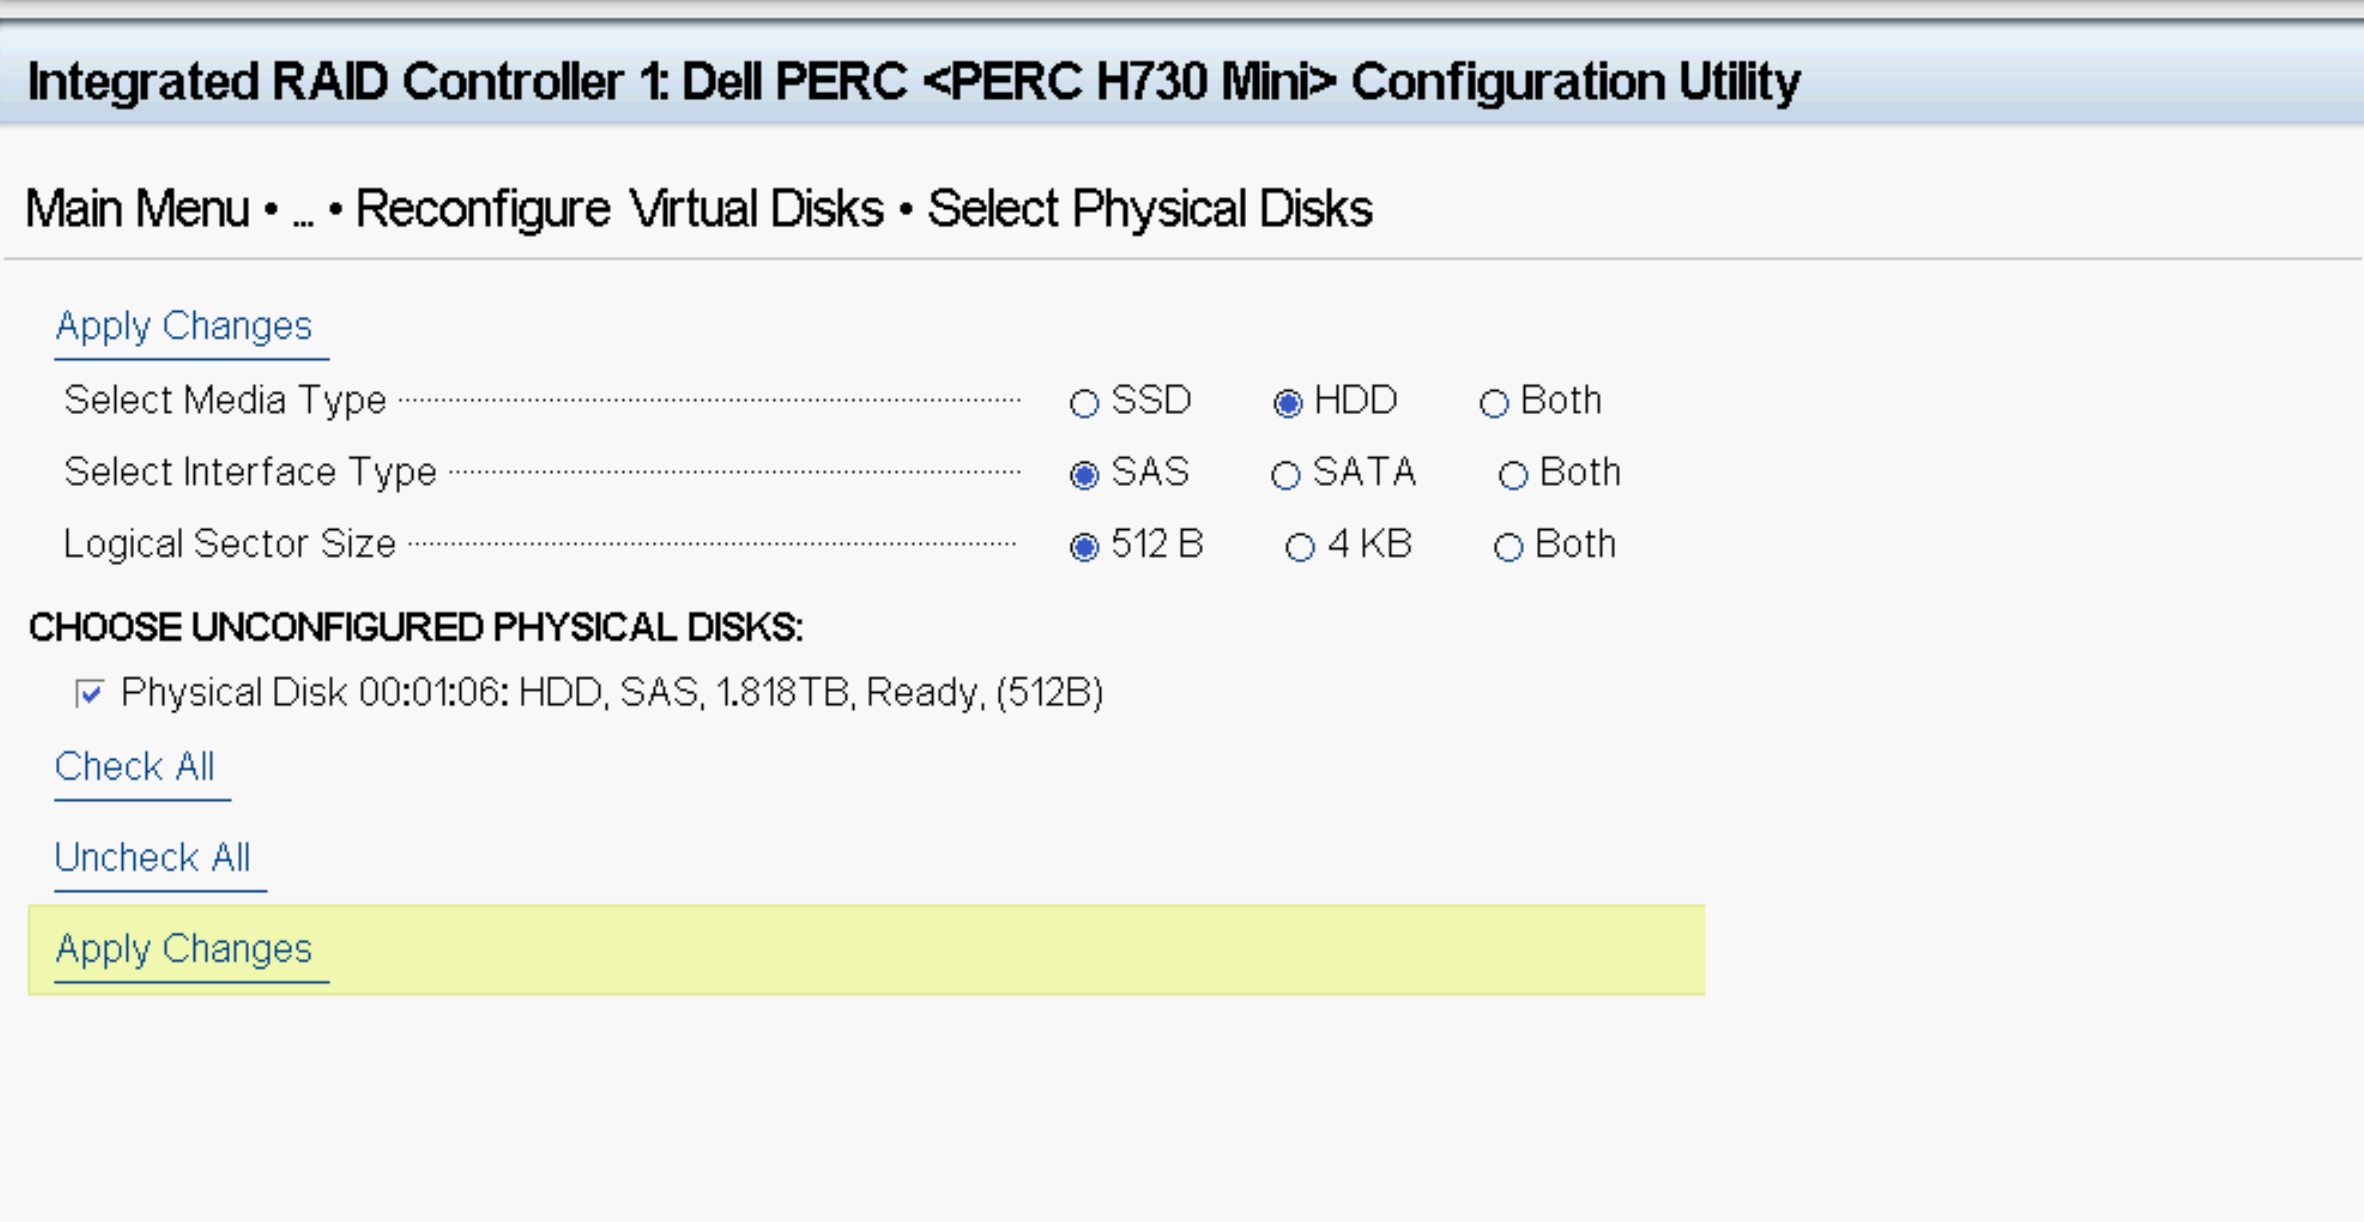 Integrated RAID Controller 1: Dell PERC <PERC H730 Mini> Configuration Utility
Main Menu • ... • Reconfigure Virtual Disks • Select Physical Disks
Apply Changes
Select Media Type SSD HDD Both
Select Interface Type SAS SATA Both
Logical Sector Size 512 B 4 KB Both
CHOOSE UNCONFIGURED PHYSICAL DISKS:
Physical Disk 00:01:06: HDD, SAS, 1.818TB, Ready, (512B)
Check All
Uncheck All
Apply Changes